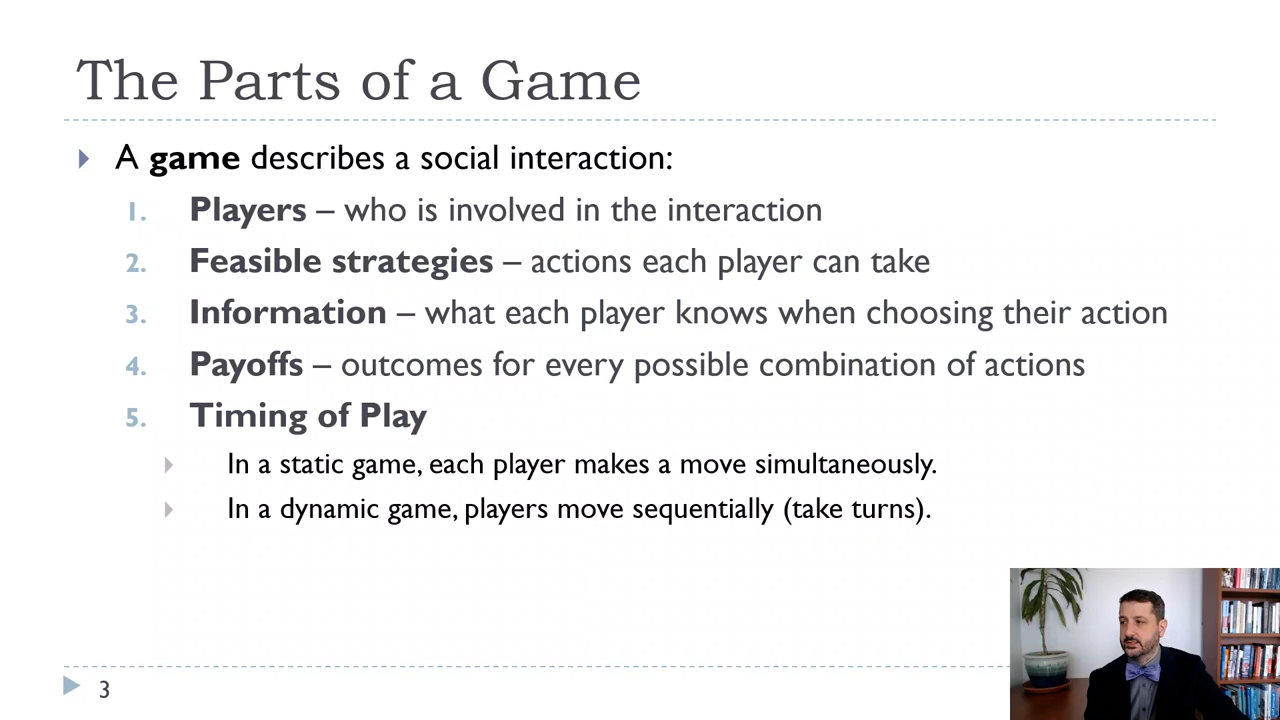 The Parts of a Game
A game describes a social interaction:
1. Players – who is involved in the interaction
2. Feasible strategies – actions each player can take
3. Information – what each player knows when choosing their action
4. Payoffs – outcomes for every possible combination of actions
5. Timing of Play
In a static game, each player makes a move simultaneously.
In a dynamic game, players move sequentially (take turns).
3